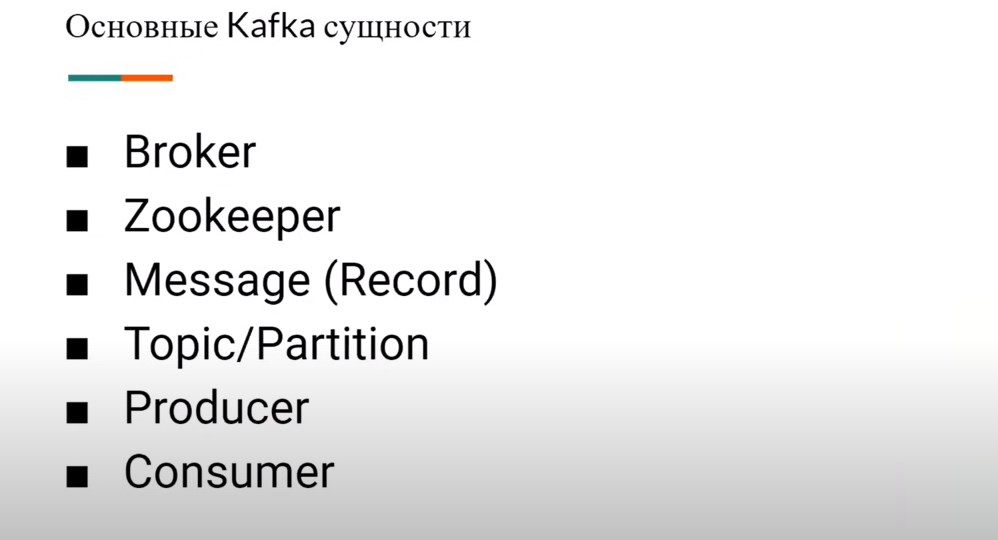 Основные Kafka сущности
Broker
Zookeeper
Message (Record)
Topic/Partition
Producer
Consumer